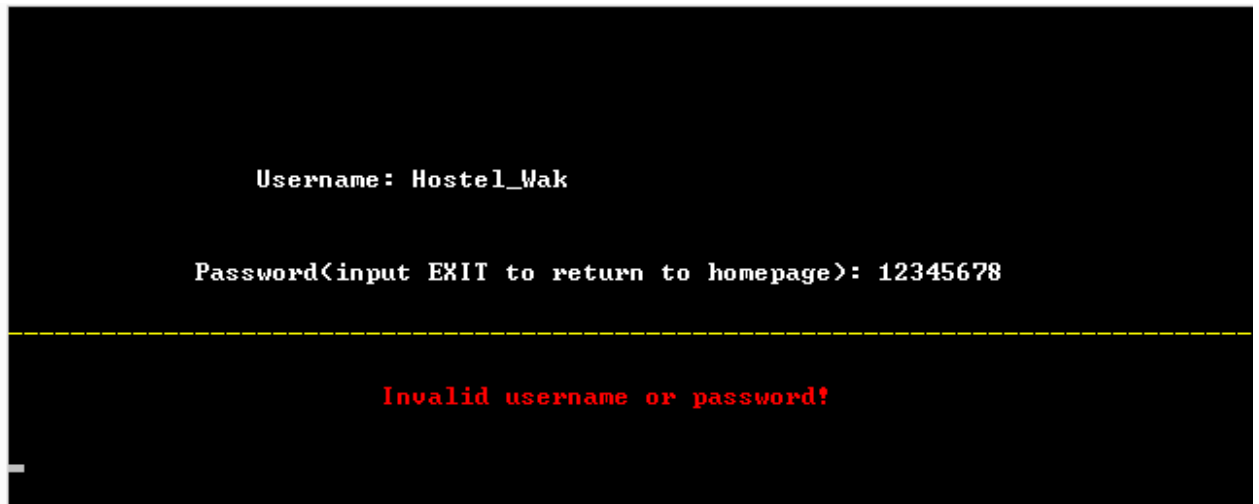 Username: Hostel_Wak
Password(input EXIT to return to homepage): 12345678
Invalid username or password!